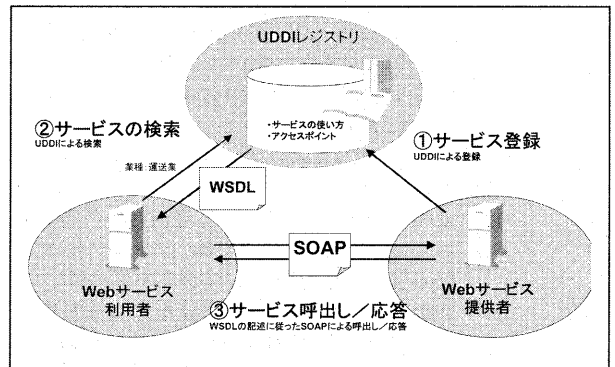 UDDIレジストリ
・サービスの使い方
・アクセスポイント
②サービスの検索
UDDIによる検索
①サービス登録
UDDIによる登録
業種:運送業
WSDL
SOAP
Webサービス
利用者
Webサービス
提供者
③サービス呼出し／応答
WSDLの記述に従ったSOAPによる呼出し／応答